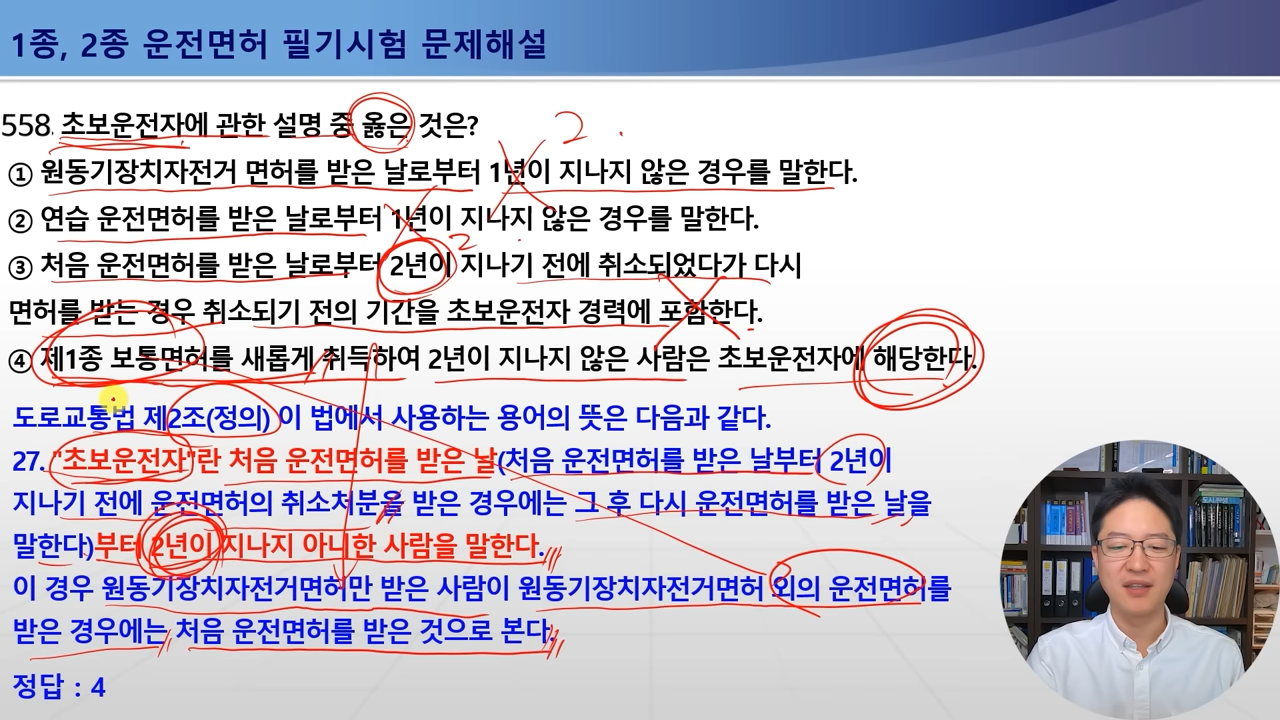 1종, 2종 운전면허 필기시험 문제해설
558. 초보운전자에 관한 설명 중 옳은 것은?
2.
① 원동기장치자전거 면허를 받은 날로부터 1년이 지나지 않은 경우를 말한다.
② 연습 운전면허를 받은 날로부터 1년이 지나지 않은 경우를 말한다.
2
③ 처음 운전면허를 받은 날로부터 2년이 지나기 전에 취소되었다가 다시
면허를 받는 경우 취소되기 전의 기간을 초보운전자 경력에 포함한다.
④ 제1종 보통면허를 새롭게 취득하여 2년이 지나지 않은 사람은 초보운전자에 해당한다.
도로교통법 제2조(정의) 이 법에서 사용하는 용어의 뜻은 다음과 같다.
27. "초보운전자"란 처음 운전면허를 받은 날(처음 운전면허를 받은 날부터 2년이
지나기 전에 운전면허의 취소처분을 받은 경우에는 그 후 다시 운전면허를 받은 날을
말한다)부터 2년이 지나지 아니한 사람을 말한다.
이 경우 원동기장치자전거면허만 받은 사람이 원동기장치자전거면허 외의 운전면허를
받은 경우에는 처음 운전면허를 받은 것으로 본다.
정답 : 4